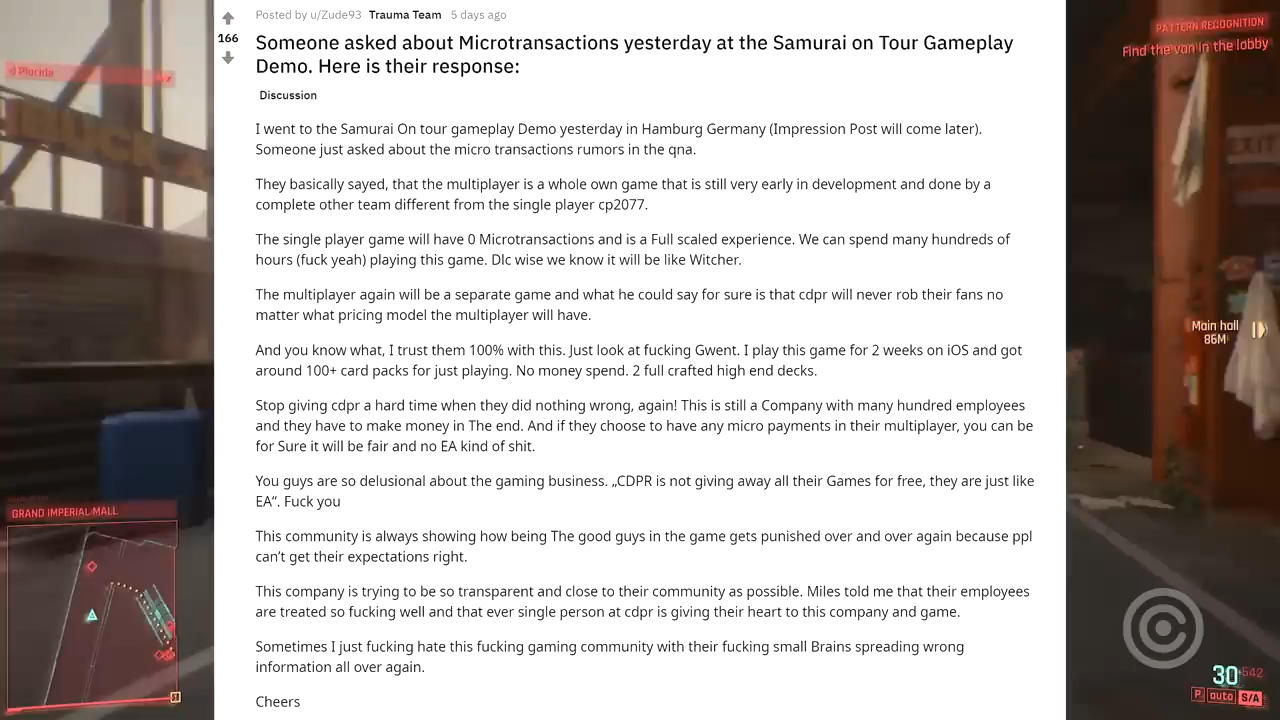 Posted by u/Zude93 Trauma Team 5 days ago
166
Someone asked about Microtransactions yesterday at the Samurai on Tour Gameplay
Demo. Here is their response:
Discussion
I went to the Samurai On tour gameplay Demo yesterday in Hamburg Germany (Impression Post will come later).
Someone just asked about the micro transactions rumors in the qna.
They basically sayed, that the multiplayer is a whole own game that is still very early in development and done by a
complete other team different from the single player cp2077.
The single player game will have 0 Microtransactions and is a Full scaled experience. We can spend many hundreds of
hours (fuck yeah) playing this game. Dlc wise we know it will be like Witcher.
The multiplayer again will be a separate game and what he could say for sure is that cdpr will never rob their fans no
matter what pricing model the multiplayer will have.
And you know what, I trust them 100% with this. Just look at fucking Gwent. I play this game for 2 weeks on iOS and got
around 100+ card packs for just playing. No money spend. 2 full crafted high end decks.
Stop giving cdpr a hard time when they did nothing wrong, again! This is still a Company with many hundred employees
and they have to make money in The end. And if they choose to have any micro payments in their multiplayer, you can be
for Sure it will be fair and no EA kind of shit.
You guys are so delusional about the gaming business. „CDPR is not giving away all their Games for free, they are just like
EA“. Fuck you
This community is always showing how being The good guys in the game gets punished over and over again because ppl
can’t get their expectations right.
This company is trying to be so transparent and close to their community as possible. Miles told me that their employees
are treated so fucking well and that ever single person at cdpr is giving their heart to this company and game.
Sometimes I just fucking hate this fucking gaming community with their fucking small Brains spreading wrong
information all over again.
Cheers
Placide
GRAND IMPERIAL MALL
PATTERN RECOGNITION
Find the van in the lobby
EXIT
Main hall
86M
30 542
P auto S/A